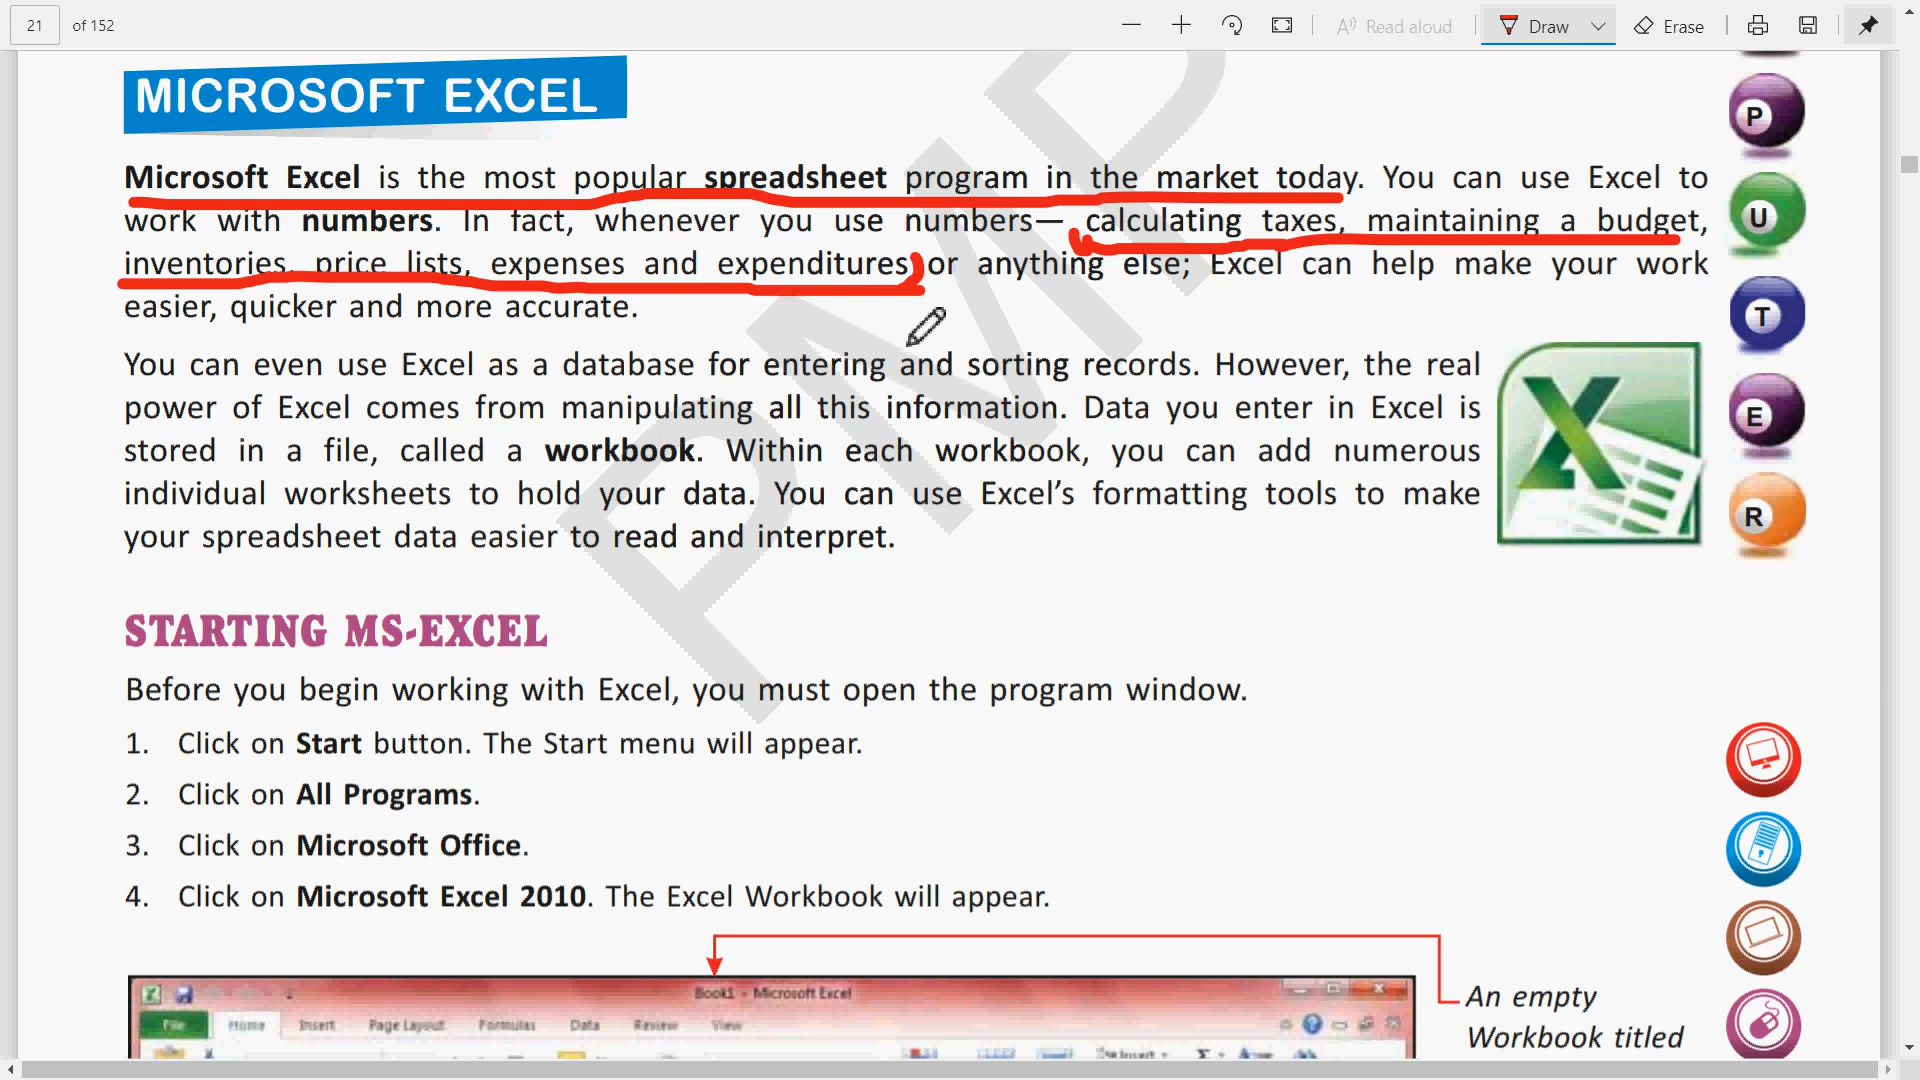 21 of 152 Read aloud Draw Erase
MICROSOFT EXCEL
Microsoft Excel is the most popular spreadsheet program in the market today. You can use Excel to
work with numbers. In fact, whenever you use numbers— calculating taxes, maintaining a budget,
inventories, price lists, expenses and expenditures or anything else; Excel can help make your work
easier, quicker and more accurate.
You can even use Excel as a database for entering and sorting records. However, the real
power of Excel comes from manipulating all this information. Data you enter in Excel is
stored in a file, called a workbook. Within each workbook, you can add numerous
individual worksheets to hold your data. You can use Excel’s formatting tools to make
your spreadsheet data easier to read and interpret.
STARTING MS-EXCEL
Before you begin working with Excel, you must open the program window.
1. Click on Start button. The Start menu will appear.
2. Click on All Programs.
3. Click on Microsoft Office.
4. Click on Microsoft Excel 2010. The Excel Workbook will appear.
Book1 - Microsoft Excel
File Home Insert Page Layout Formulas Data Review View
Insert
An empty
Workbook titled
P
U
T
E
R
PMP